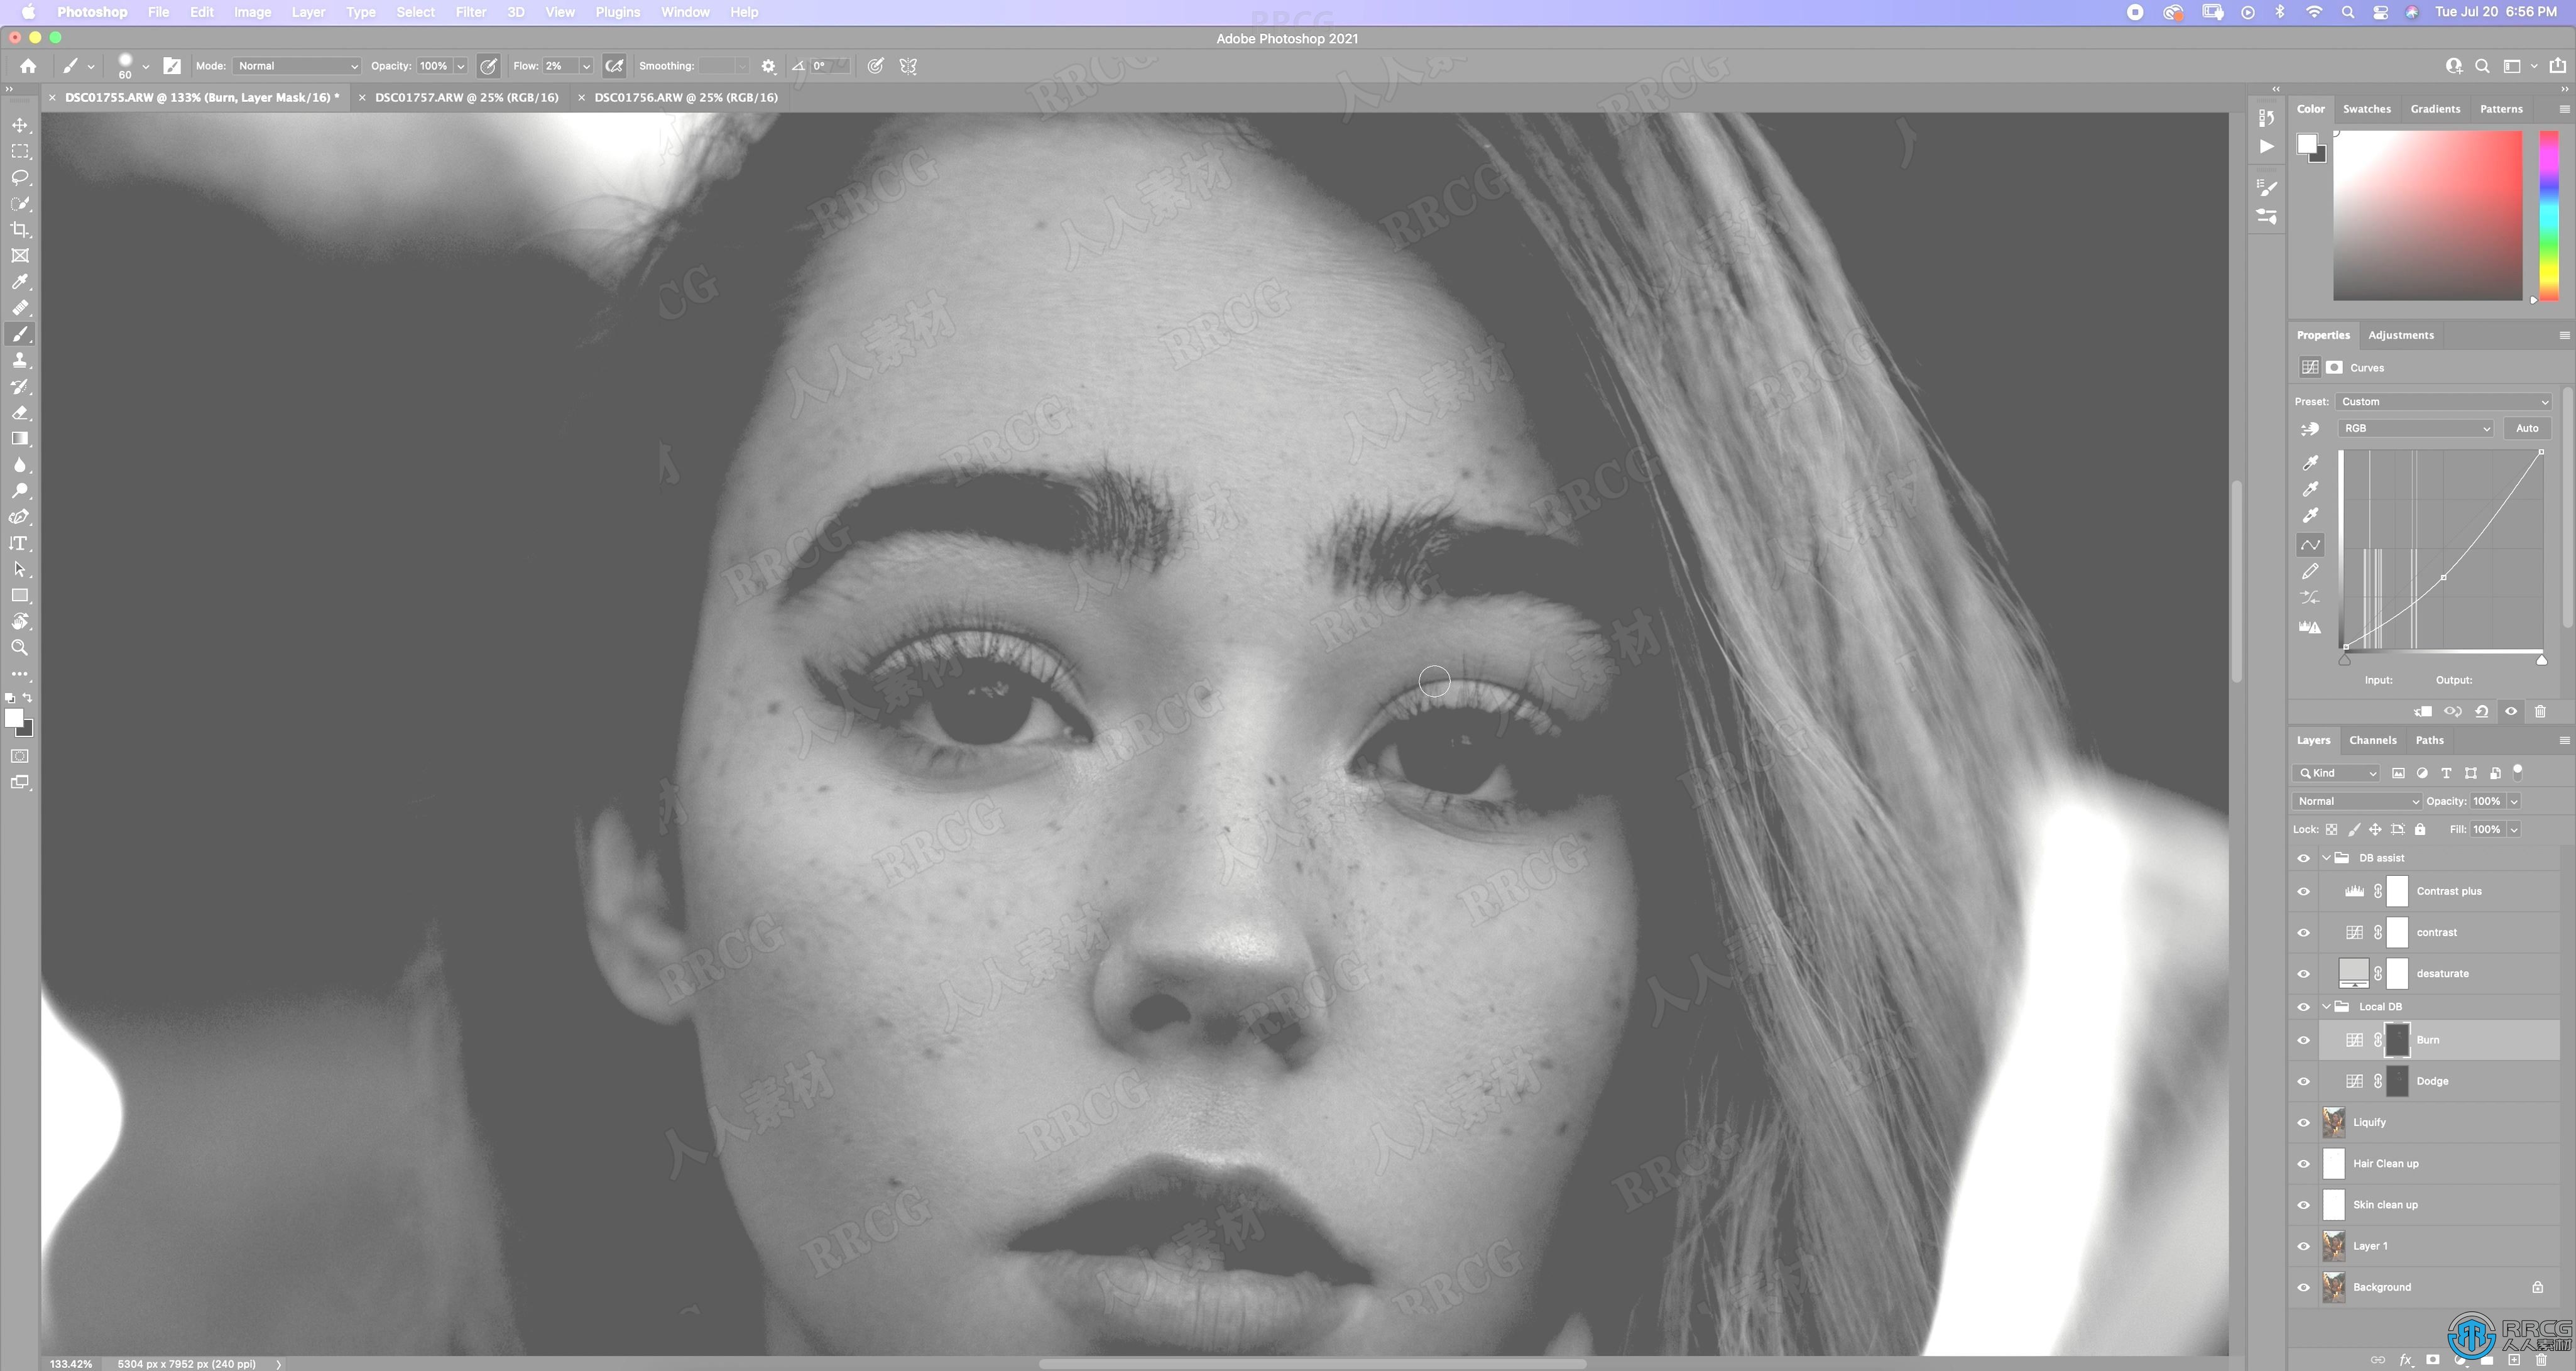 Photoshop File Edit Image Layer Type Select Filter 3D View Plugins Window Help Tue Jul 20 6:56 PM
Adobe Photoshop 2021
60 Mode: Normal Opacity: 100% Flow: 2% Smoothing: 0°
DSC01755.ARW @ 133% (Burn, Layer Mask/16) * DSC01757.ARW @ 25% (RGB/16) DSC01756.ARW @ 25% (RGB/16)
Color Swatches Gradients Patterns
Properties Adjustments
Curves
Preset: Custom
RGB Auto
Input: Output:
Layers Channels Paths
Kind
Normal Opacity: 100%
Lock: Fill: 100%
DB assist
Contrast plus
contrast
desaturate
Local DB
Burn
Dodge
Liquify
Hair Clean up
Skin clean up
Layer 1
Background
133.42% 5304 px x 7952 px (240 ppi)
RRCG
人人素材